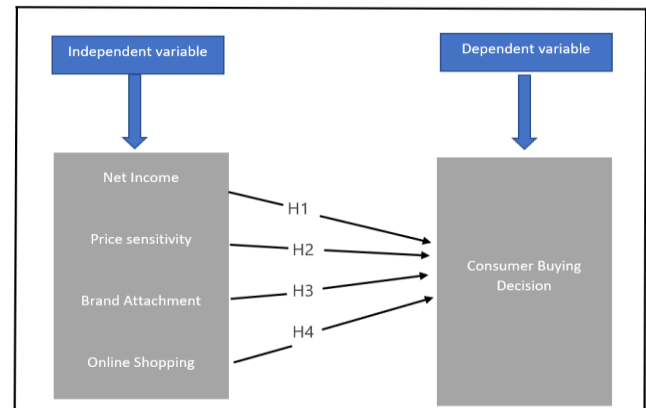 Independent variable
Dependent variable
Net Income
Price sensitivity
Brand Attachment
Online Shopping
H1
H2
H3
H4
Consumer Buying
Decision